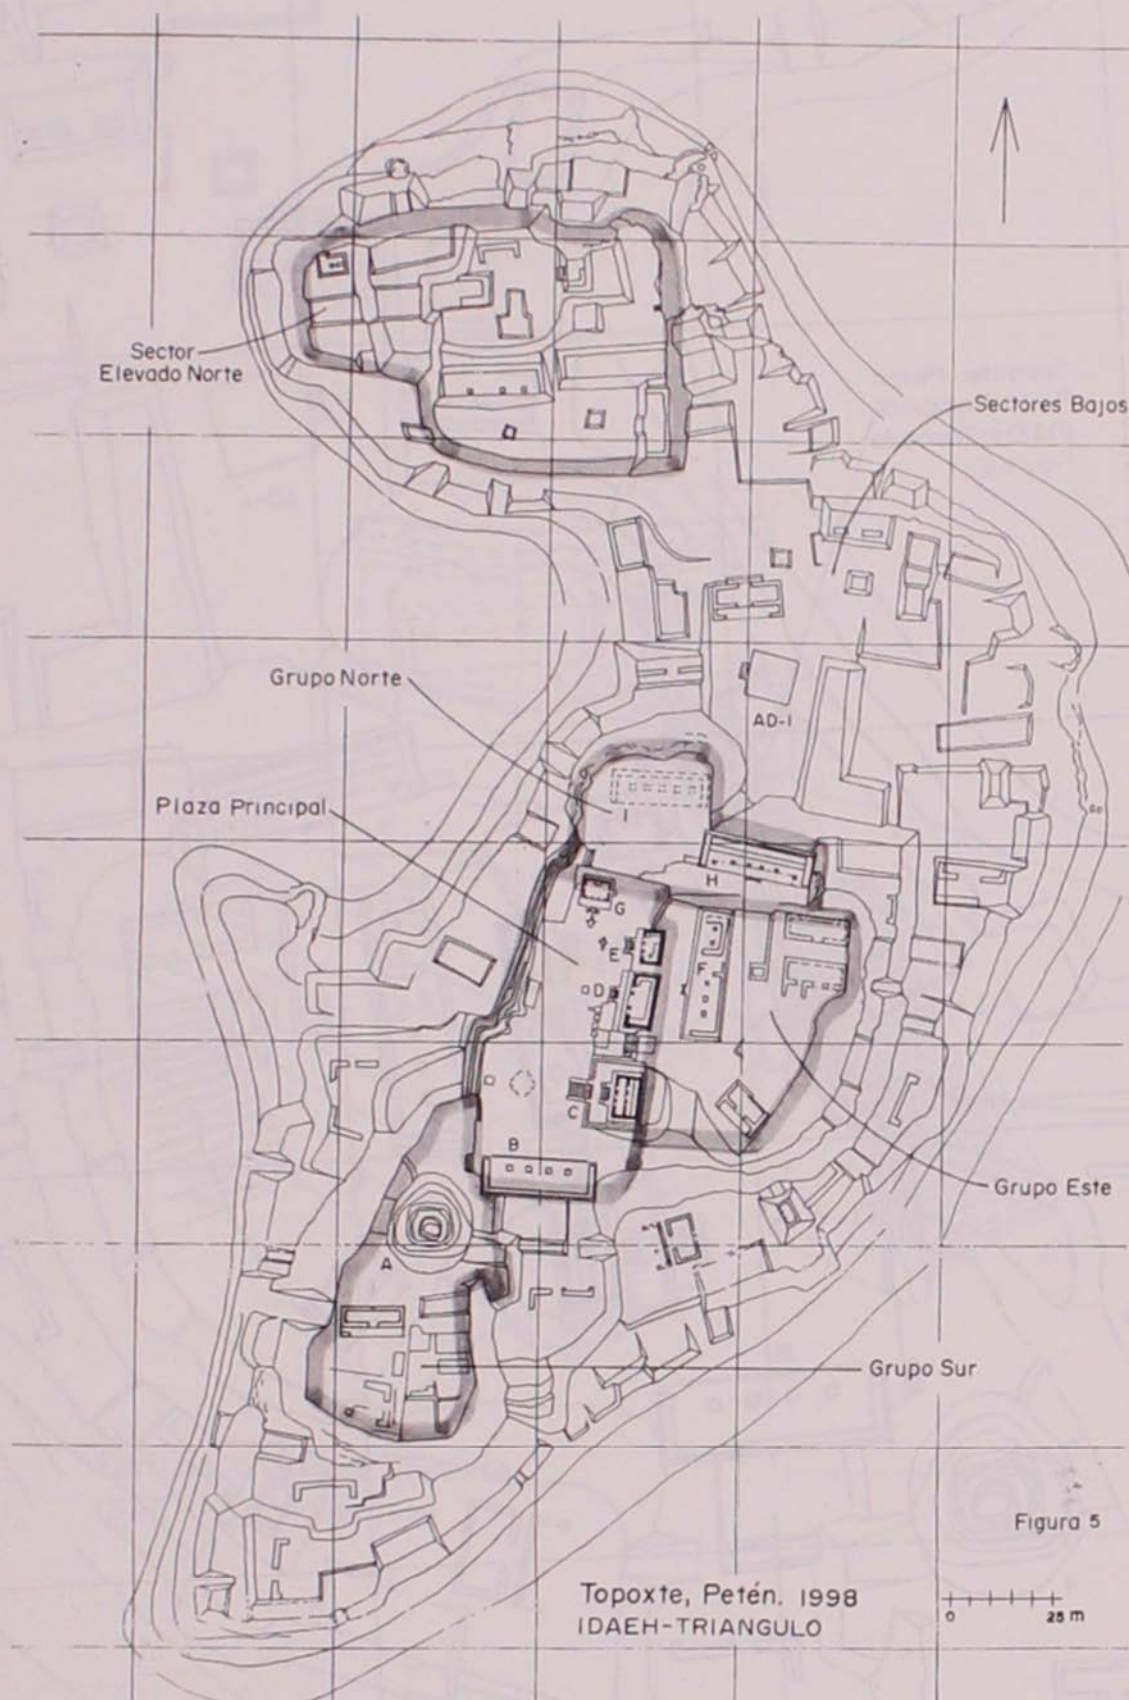 Sector
Elevado Norte
Sectores Bajos
Grupo Norte
AD-1
Plaza Principal
I
H
G
E
F
D
C
B
Grupo Este
A
Grupo Sur
Figura 5
Topoxte, Petén. 1998
IDAEH-TRIANGULO
0 25 m